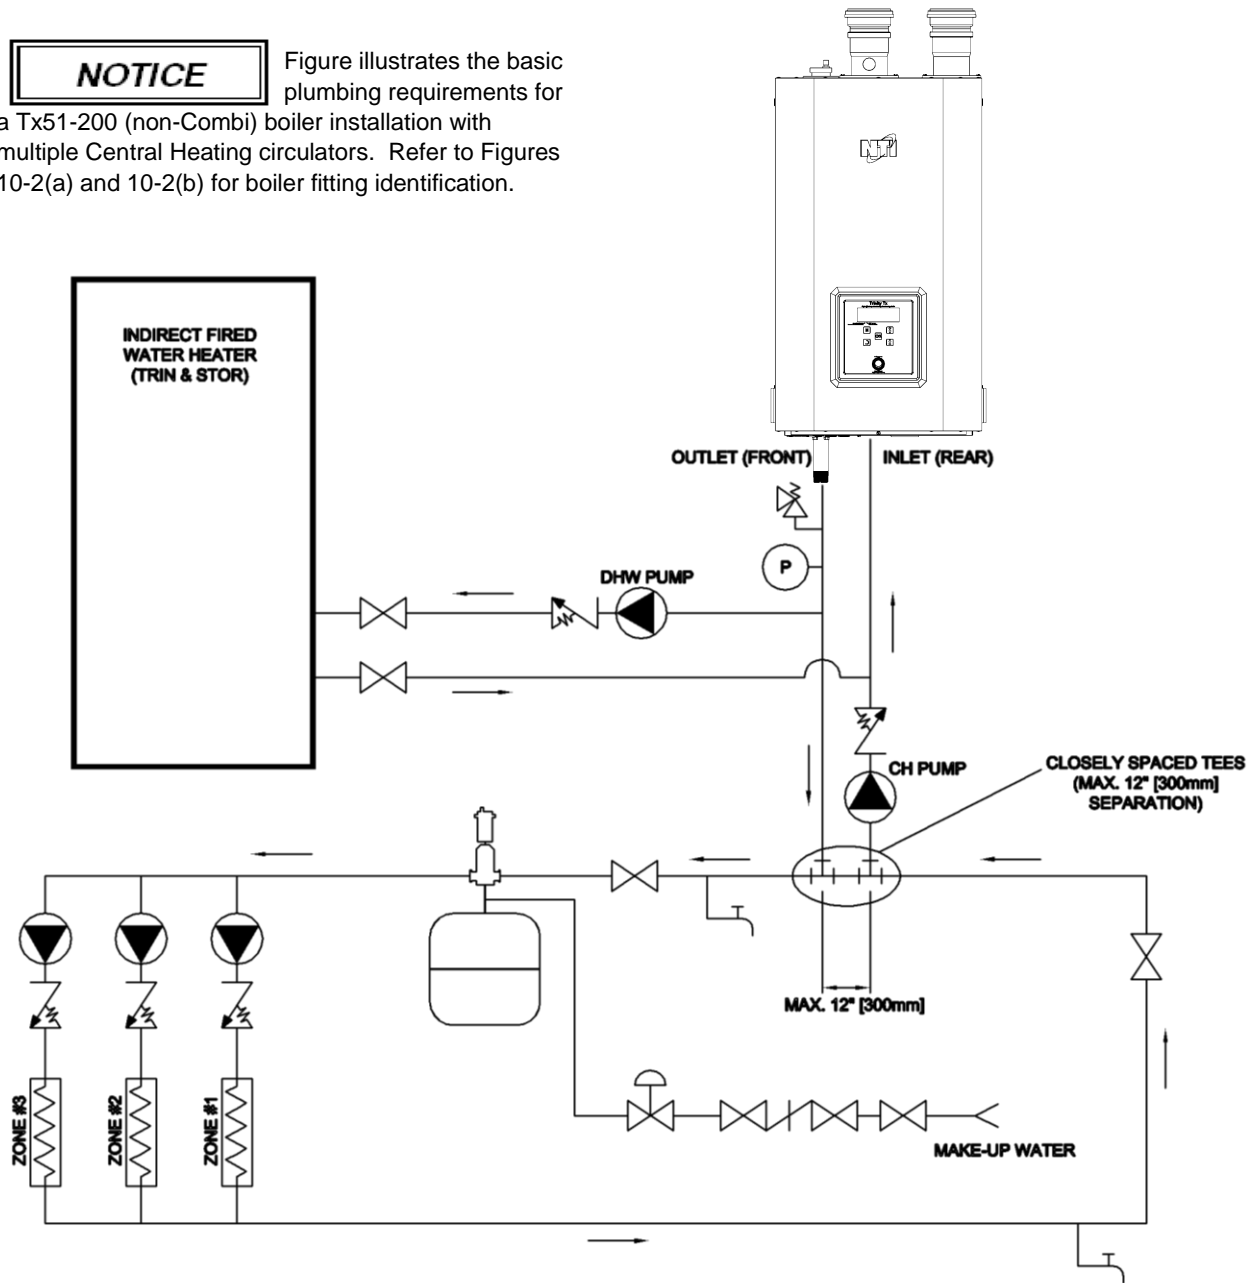 NOTICE
Figure illustrates the basic
plumbing requirements for
a Tx51-200 (non-Combi) boiler installation with
multiple Central Heating circulators. Refer to Figures
10-2(a) and 10-2(b) for boiler fitting identification.
NTI
Trinity Tx
INDIRECT FIRED
WATER HEATER
(TRIN & STOR)
OUTLET (FRONT)
INLET (REAR)
P
DHW PUMP
CH PUMP
CLOSELY SPACED TEES
(MAX. 12" [300mm]
SEPARATION)
MAX. 12" [300mm]
ZONE #3
ZONE #2
ZONE #1
MAKE-UP WATER